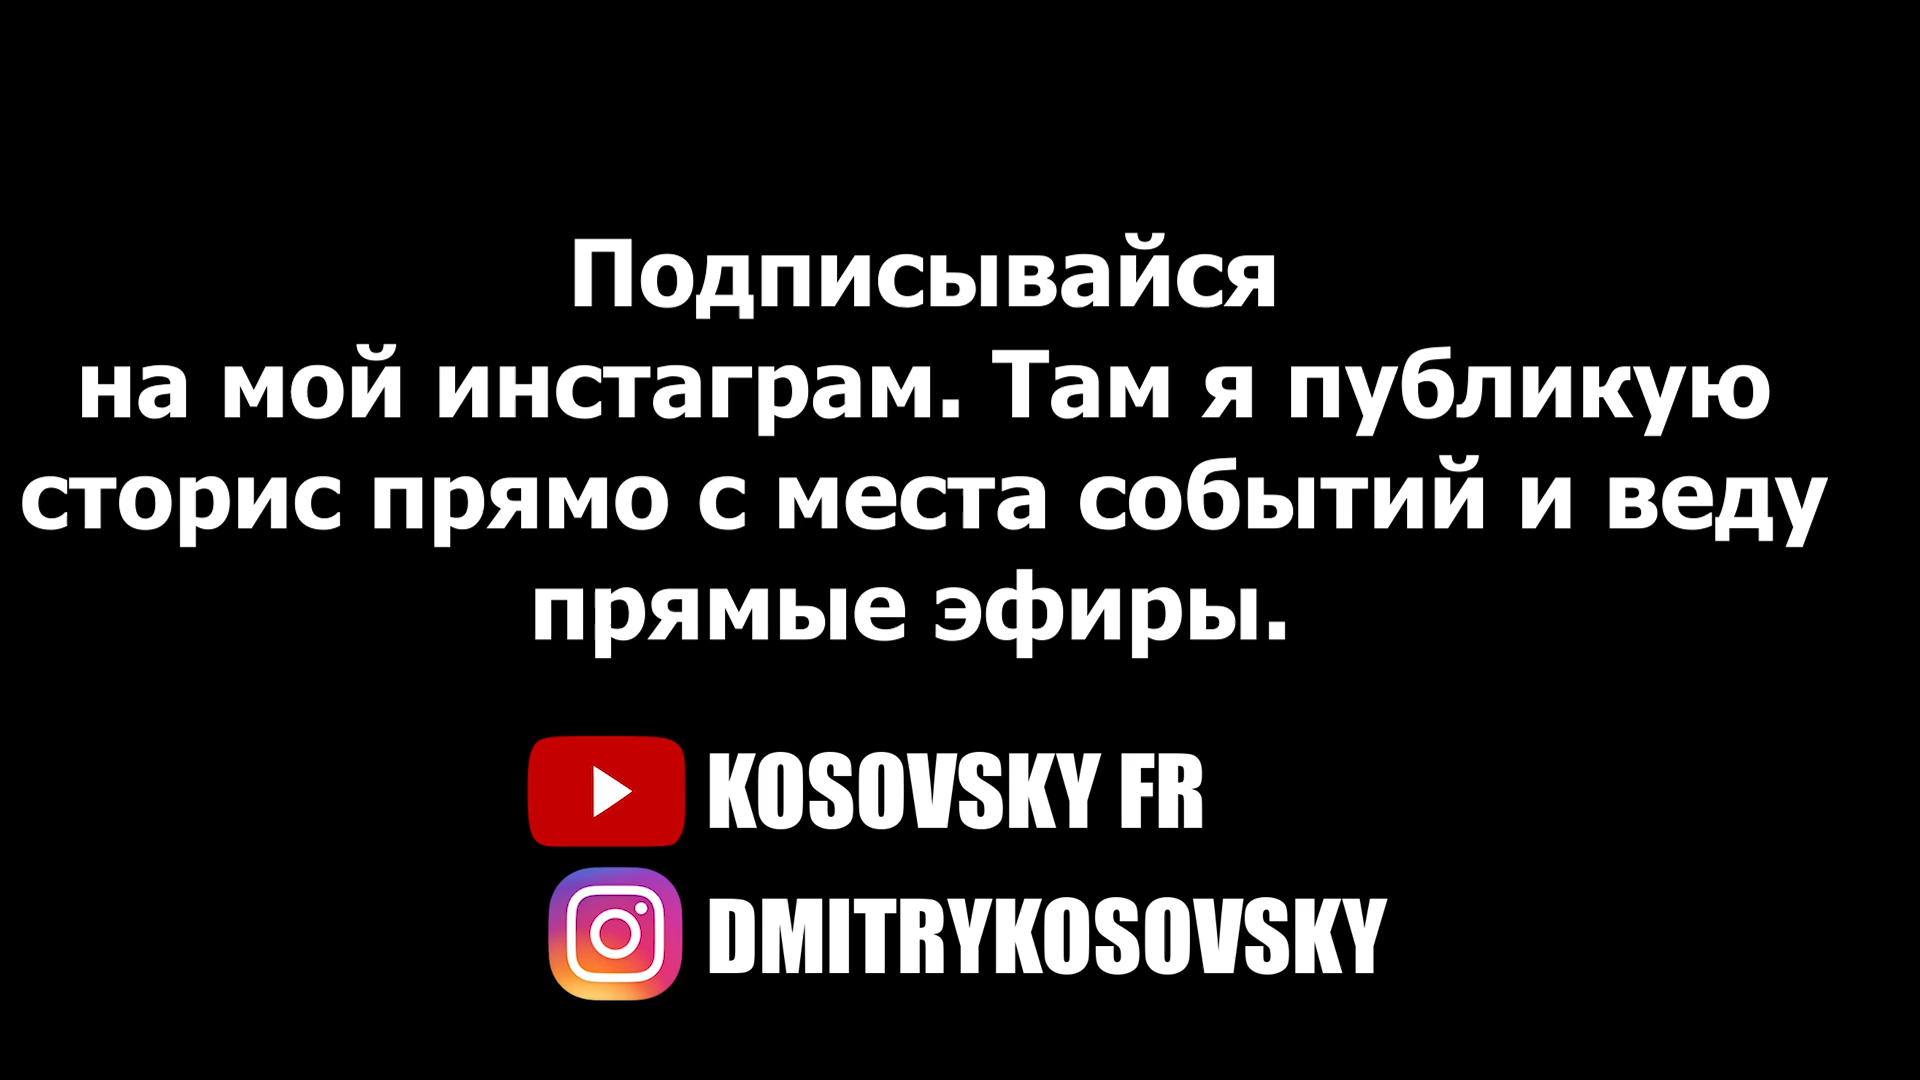 Подписывайся
на мой инстаграм. Там я публикую
сторис прямо с места событий и веду
прямые эфиры.
KOSOVSKY FR
DMITRYKOSOVSKY